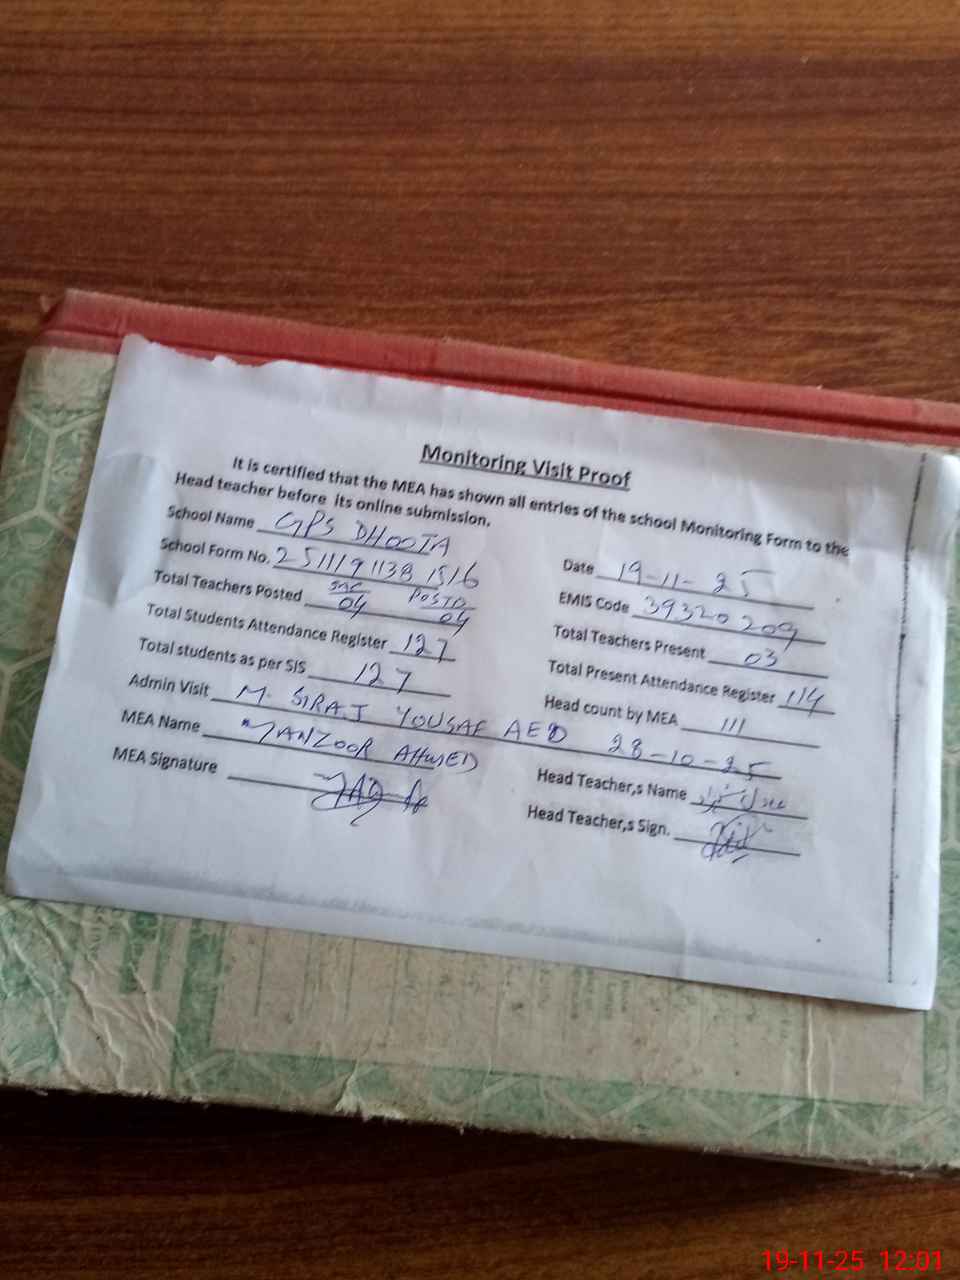 Monitoring Visit Proof
It is certified that the MEA has shown all entries of the school Monitoring Form to the
Head teacher before its online submission.
School Name GPS DHOOTA
Date 19-11-25
School Form No. 2511191138 1516
EMIS Code 39320209
Total Teachers Posted SNC 04 POSTD 04
Total Teachers Present 03
Total Students Attendance Register 127
Total Present Attendance Register 114
Total students as per SIS 127
Head count by MEA 111
Admin Visit M. SIRAJ YOUSAF AEO 28-10-25
MEA Name MANZOOR AHMED
Head Teacher,s Name
MEA Signature
Head Teacher,s Sign.
19-11-25 12:01